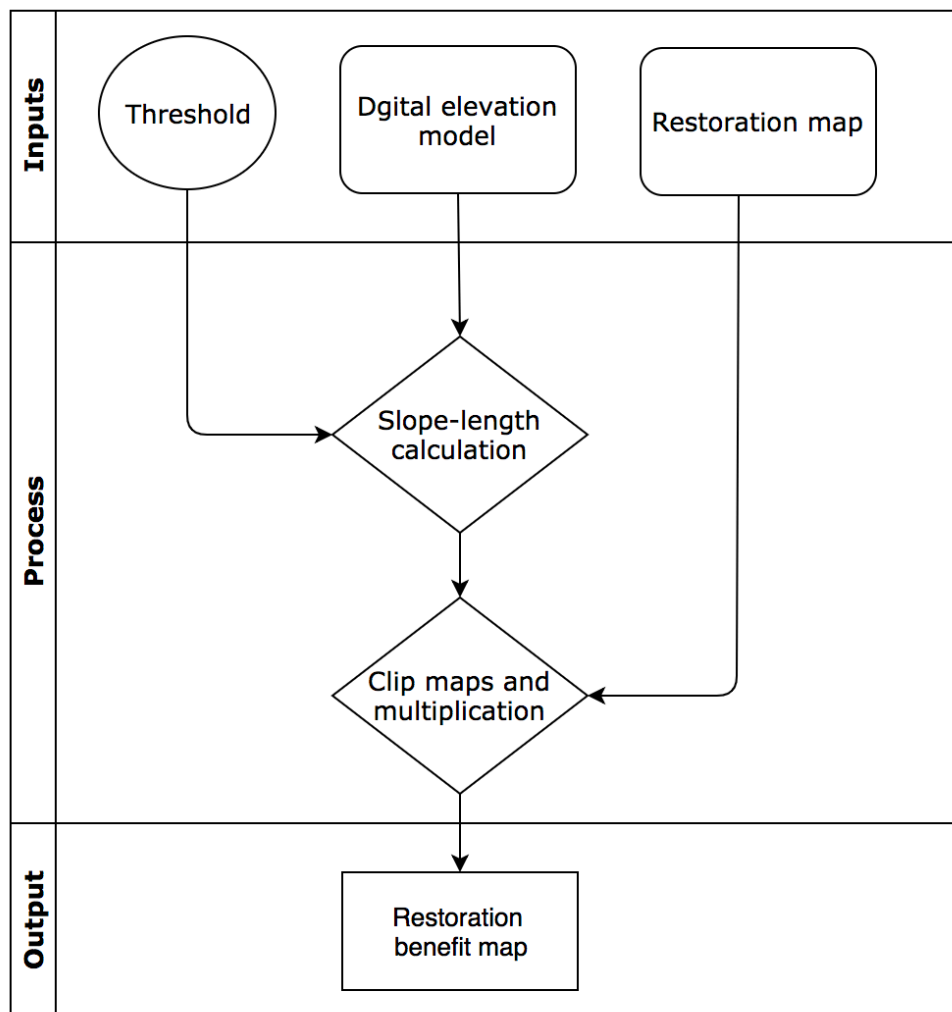 Inputs
Threshold
Dgital elevation
model
Restoration map
Process
Slope-length
calculation
Clip maps and
multiplication
Output
Restoration
benefit map